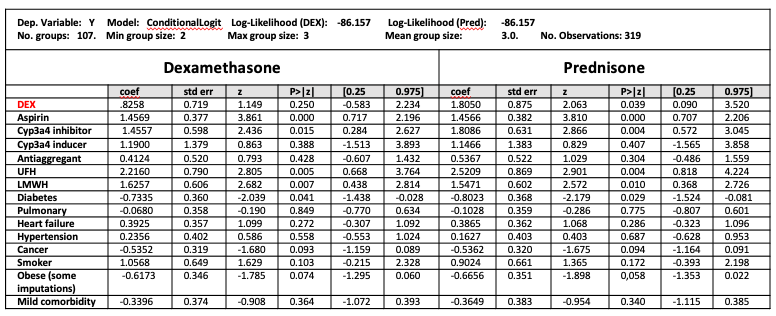 Dep. Variable: Y Model: ConditionalLogit Log-Likelihood (DEX): -86.157 Log-Likelihood (Pred): -86.157
No. groups: 107. Min group size: 2 Max group size: 3 Mean group size: 3.0. No. Observations: 319
Dexamethasone Prednisone
coef std err z P>|z| [0.25 0.975] coef std err z P>|z| [0.25 0.975]
DEX .8258 0.719 1.149 0.250 -0.583 2.234 1.8050 0.875 2.063 0.039 0.090 3.520
Aspirin 1.4569 0.377 3.861 0.000 0.717 2.196 1.4566 0.382 3.810 0.000 0.707 2.206
Cyp3a4 inhibitor 1.4557 0.598 2.436 0.015 0.284 2.627 1.8086 0.631 2.866 0.004 0.572 3.045
Cyp3a4 inducer 1.1900 1.379 0.863 0.388 -1.513 3.893 1.1466 1.383 0.829 0.407 -1.565 3.858
Antiaggregant 0.4124 0.520 0.793 0.428 -0.607 1.432 0.5367 0.522 1.029 0.304 -0.486 1.559
UFH 2.2160 0.790 2.805 0.005 0.668 3.764 2.5209 0.869 2.901 0.004 0.818 4.224
LMWH 1.6257 0.606 2.682 0.007 0.438 2.814 1.5471 0.602 2.572 0.010 0.368 2.726
Diabetes -0.7335 0.360 -2.039 0.041 -1.438 -0.028 -0.8023 0.368 -2.179 0.029 -1.524 -0.081
Pulmonary -0.0680 0.358 -0.190 0.849 -0.770 0.634 -0.1028 0.359 -0.286 0.775 -0.807 0.601
Heart failure 0.3925 0.357 1.099 0.272 -0.307 1.092 0.3865 0.362 1.068 0.286 -0.323 1.096
Hypertension 0.2356 0.402 0.586 0.558 -0.553 1.024 0.1627 0.403 0.403 0.687 -0.628 0.953
Cancer -0.5352 0.319 -1.680 0.093 -1.159 0.089 -0.5362 0.320 -1.675 0.094 -1.164 0.091
Smoker 1.0568 0.649 1.629 0.103 -0.215 2.328 0.9024 0.661 1.365 0.172 -0.393 2.198
Obese (some -0.6173 0.346 -1.785 0.074 -1.295 0.060 -0.6656 0.351 -1.898 0,058 -1.353 0.022
imputations)
Mild comorbidity -0.3396 0.374 -0.908 0.364 -1.072 0.393 -0.3649 0.383 -0.954 0.340 -1.115 0.385